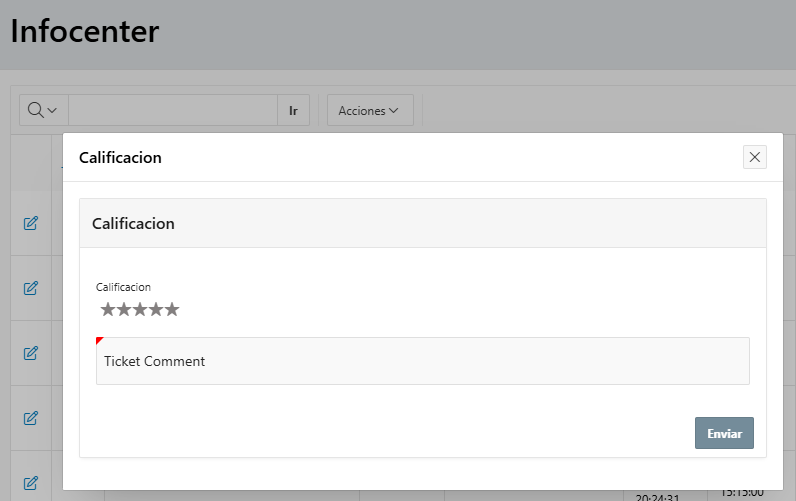 Infocenter
Ir
Acciones
Calificacion
Calificacion
Calificacion
Ticket Comment
Enviar
20:24:31
15:15:00